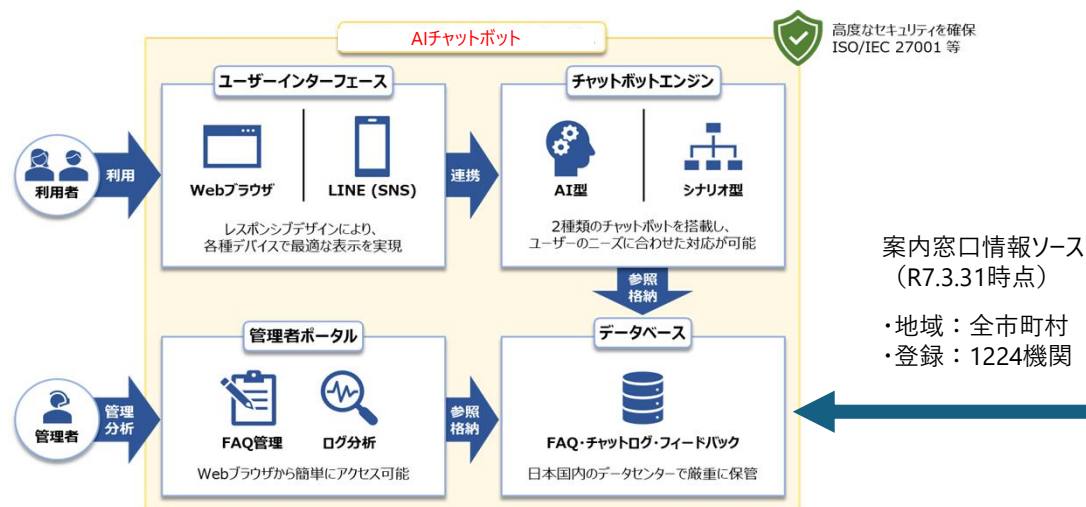 AIチャットボット
高度なセキュリティを確保
ISO/IEC 27001 等
ユーザーインターフェース
チャットボットエンジン
利用者
利用
Webブラウザ
LINE (SNS)
連携
AI型
シナリオ型
レスポンシブデザインにより、
各種デバイスで最適な表示を実現
2種類のチャットボットを搭載し、
ユーザーのニーズに合わせた対応が可能
参照
格納
案内窓口情報ソース
(R7.3.31時点)
・地域：全市町村
・登録：1224機関
管理者ポータル
データベース
管理者
管理
分析
FAQ管理
ログ分析
参照
格納
FAQ・チャットログ・フィードバック
Webブラウザから簡単にアクセス可能
日本国内のデータセンターで厳重に保管